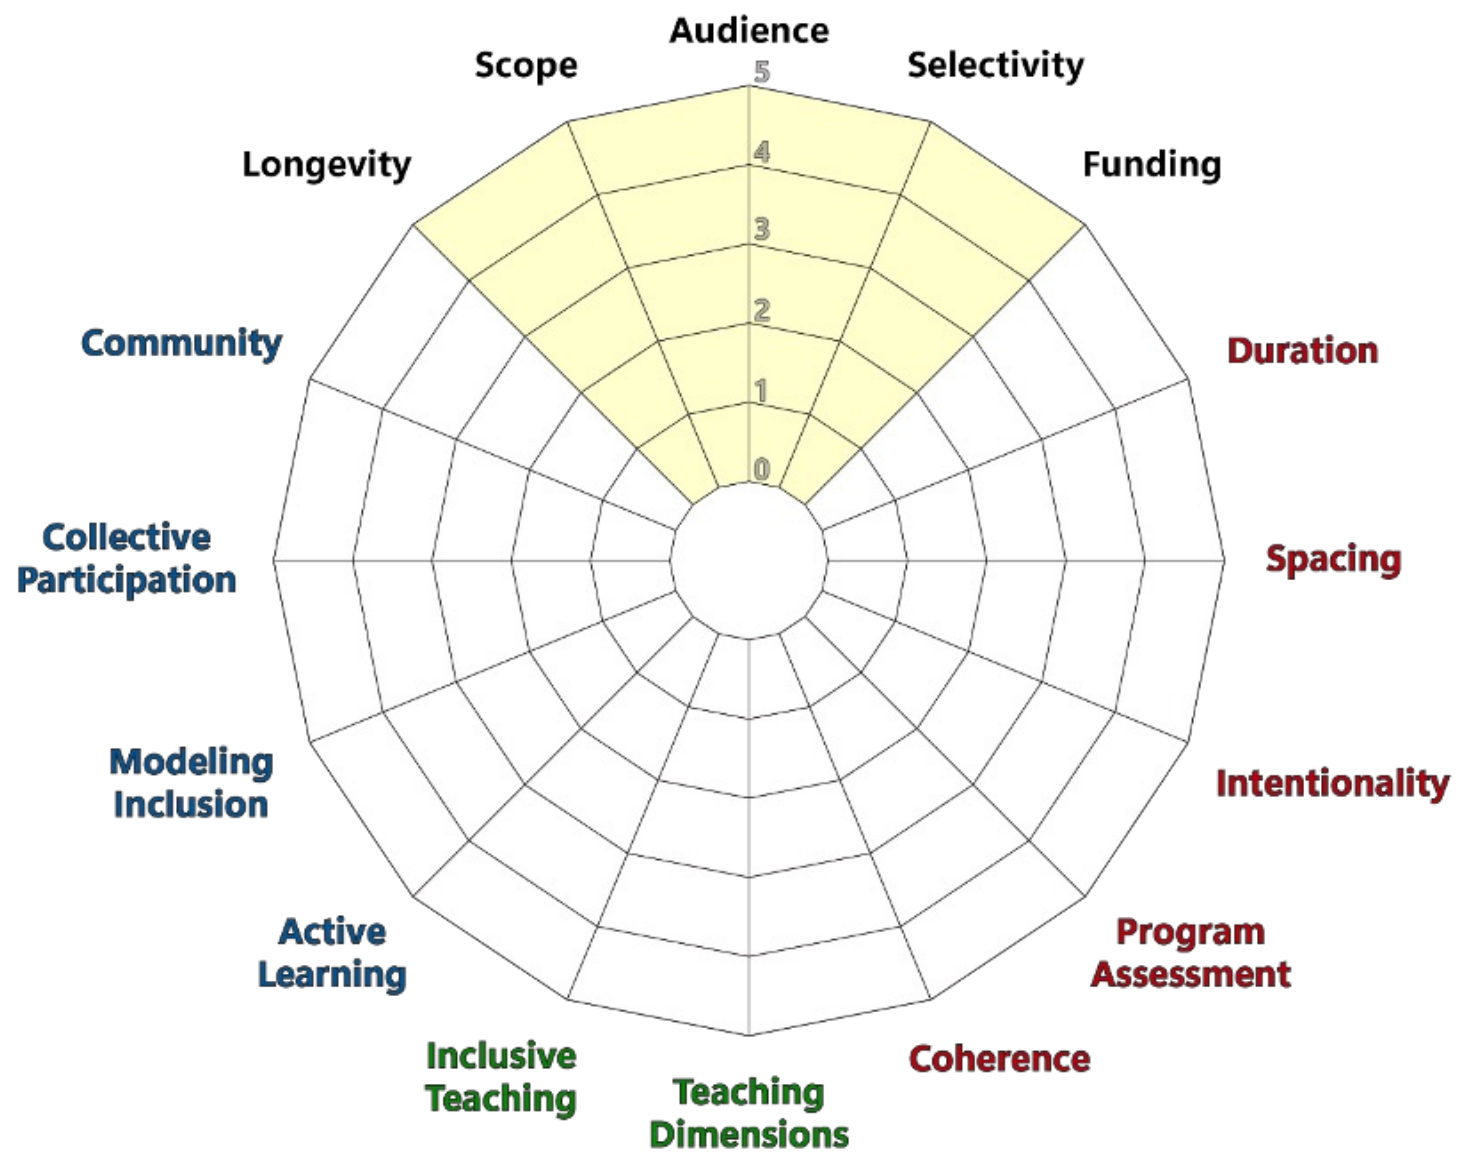 Audience
Scope
Selectivity
5
Longevity
4
Funding
3
2
Community
Duration
1
0
Collective
Participation
Spacing
Modeling
Inclusion
Intentionality
Active
Learning
Program
Assessment
Inclusive
Teaching
Coherence
Teaching
Dimensions